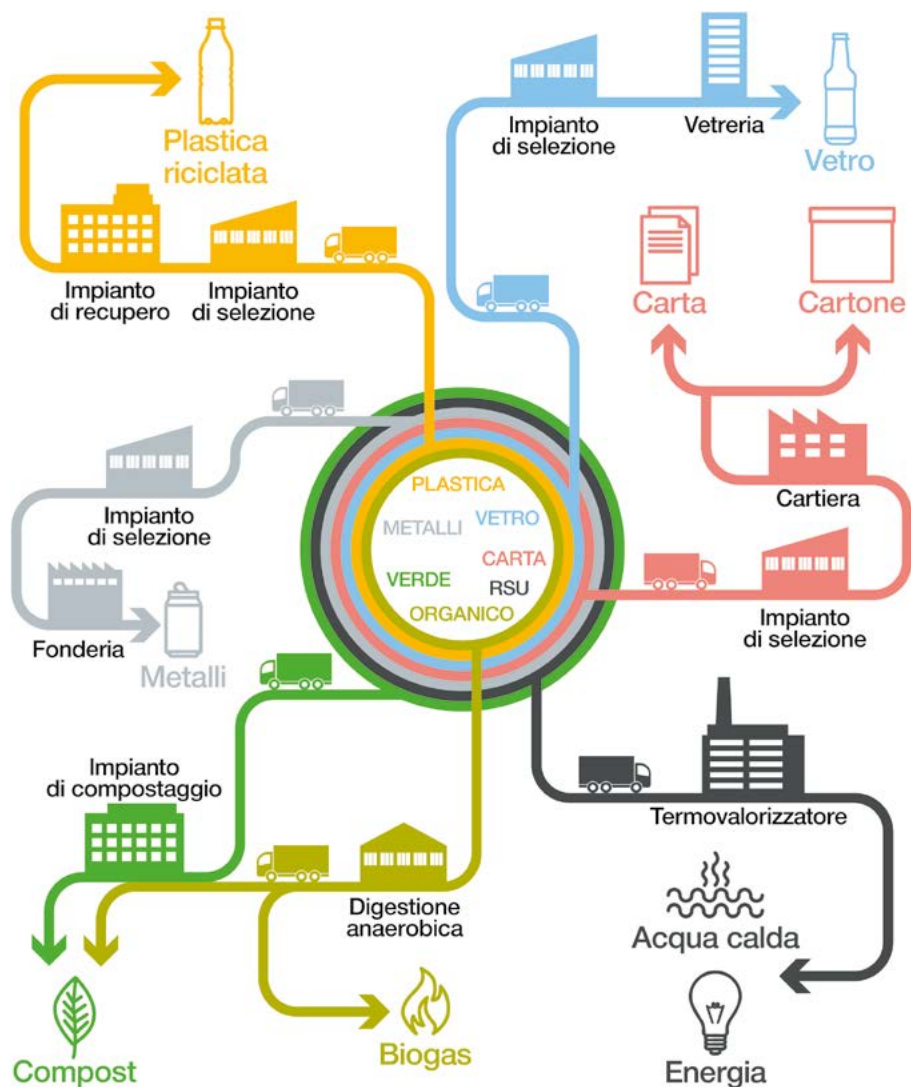 Plastica
riciclata
Impianto
di recupero
Impianto
di selezione
Impianto
di selezione
Vetreria
Vetro
Carta
Cartone
Cartiera
Impianto
di selezione
Impianto
di selezione
Fonderia
Metalli
PLASTICA
METALLI
VETRO
CARTA
VERDE
RSU
ORGANICO
Impianto
di compostaggio
Digestione
anaerobica
Compost
Biogas
Termovalorizzatore
Acqua calda
Energia